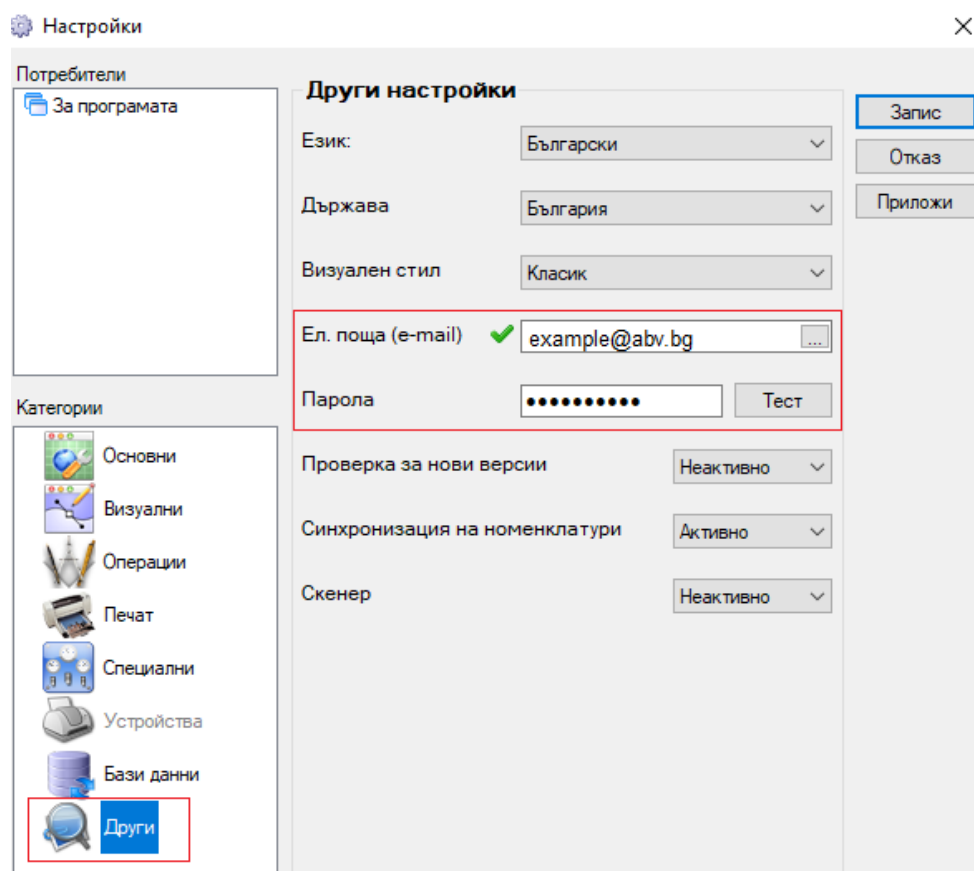 Настройки
Потребители
За програмата
Категории
Основни
Визуални
Операции
Печат
Специални
Устройства
Бази данни
Други
Други настройки
Език:
Български
Държава
България
Визуален стил
Класик
Ел. поща (e-mail)
example@abv.bg
...
Парола
••••••••••
Тест
Проверка за нови версии
Неактивно
Синхронизация на номенклатури
Активно
Скенер
Неактивно
Запис
Отказ
Приложи